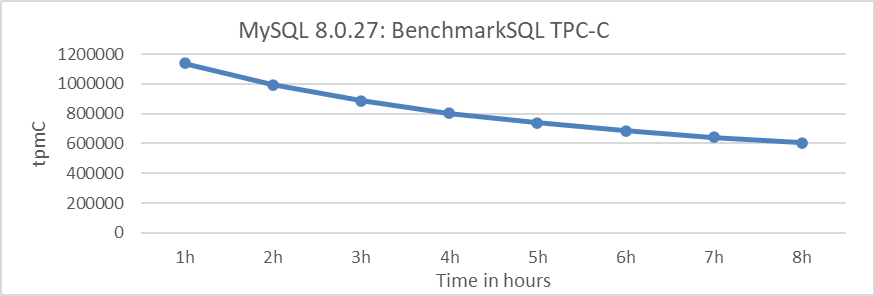 MySQL 8.0.27: BenchmarkSQL TPC-C
1200000
1000000
800000
600000
400000
200000
0
tpmC
1h 2h 3h 4h 5h 6h 7h 8h
Time in hours